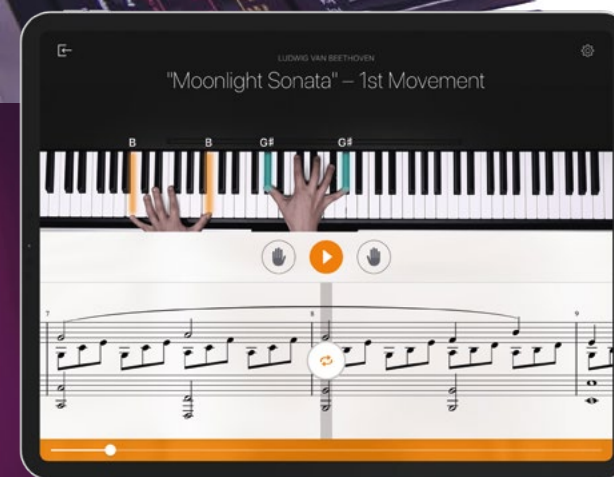 LUDWIG VAN BEETHOVEN
"Moonlight Sonata" – 1st Movement
B B G# G#
7 8 9